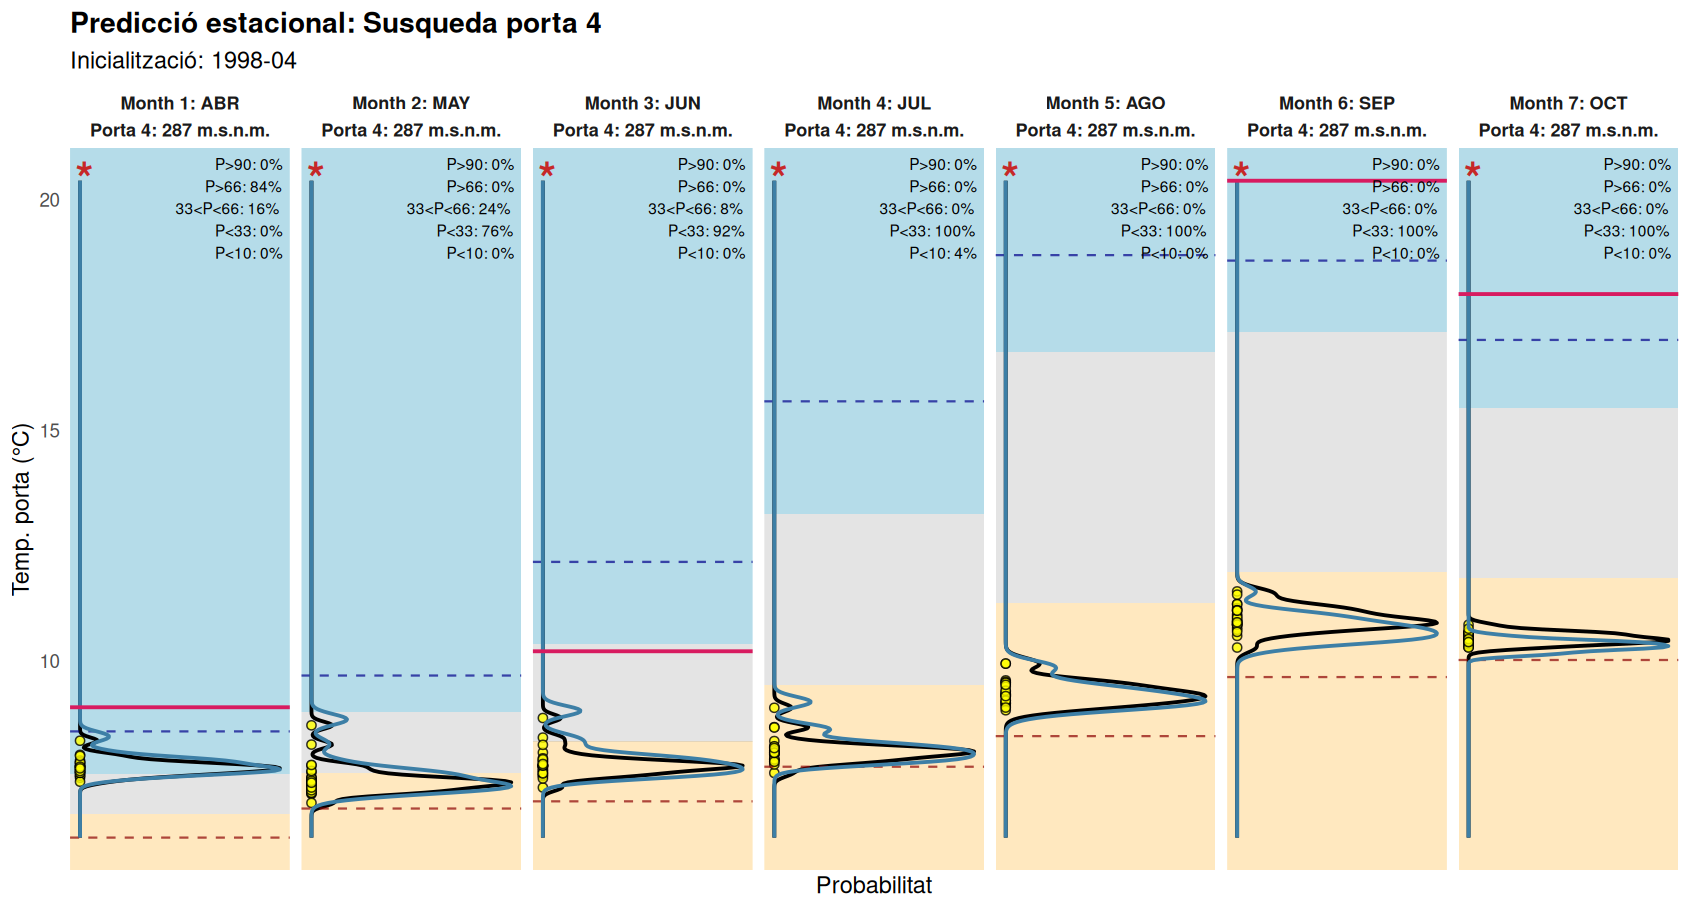 Predicció estacional: Susqueda porta 4
Inicialització: 1998-04
Month 1: ABR
Porta 4: 287 m.s.n.m.
Month 2: MAY
Porta 4: 287 m.s.n.m.
Month 3: JUN
Porta 4: 287 m.s.n.m.
Month 4: JUL
Porta 4: 287 m.s.n.m.
Month 5: AGO
Porta 4: 287 m.s.n.m.
Month 6: SEP
Porta 4: 287 m.s.n.m.
Month 7: OCT
Porta 4: 287 m.s.n.m.
*
P>90: 0%
P>66: 84%
33<P<66: 16%
P<33: 0%
P<10: 0%
*
P>90: 0%
P>66: 0%
33<P<66: 24%
P<33: 76%
P<10: 0%
*
P>90: 0%
P>66: 0%
33<P<66: 8%
P<33: 92%
P<10: 0%
*
P>90: 0%
P>66: 0%
33<P<66: 0%
P<33: 100%
P<10: 4%
*
P>90: 0%
P>66: 0%
33<P<66: 0%
P<33: 100%
P<10: 0%
*
P>90: 0%
P>66: 0%
33<P<66: 0%
P<33: 100%
P<10: 0%
*
P>90: 0%
P>66: 0%
33<P<66: 0%
P<33: 100%
P<10: 0%
20
15
10
Temp. porta (°C)
Probabilitat